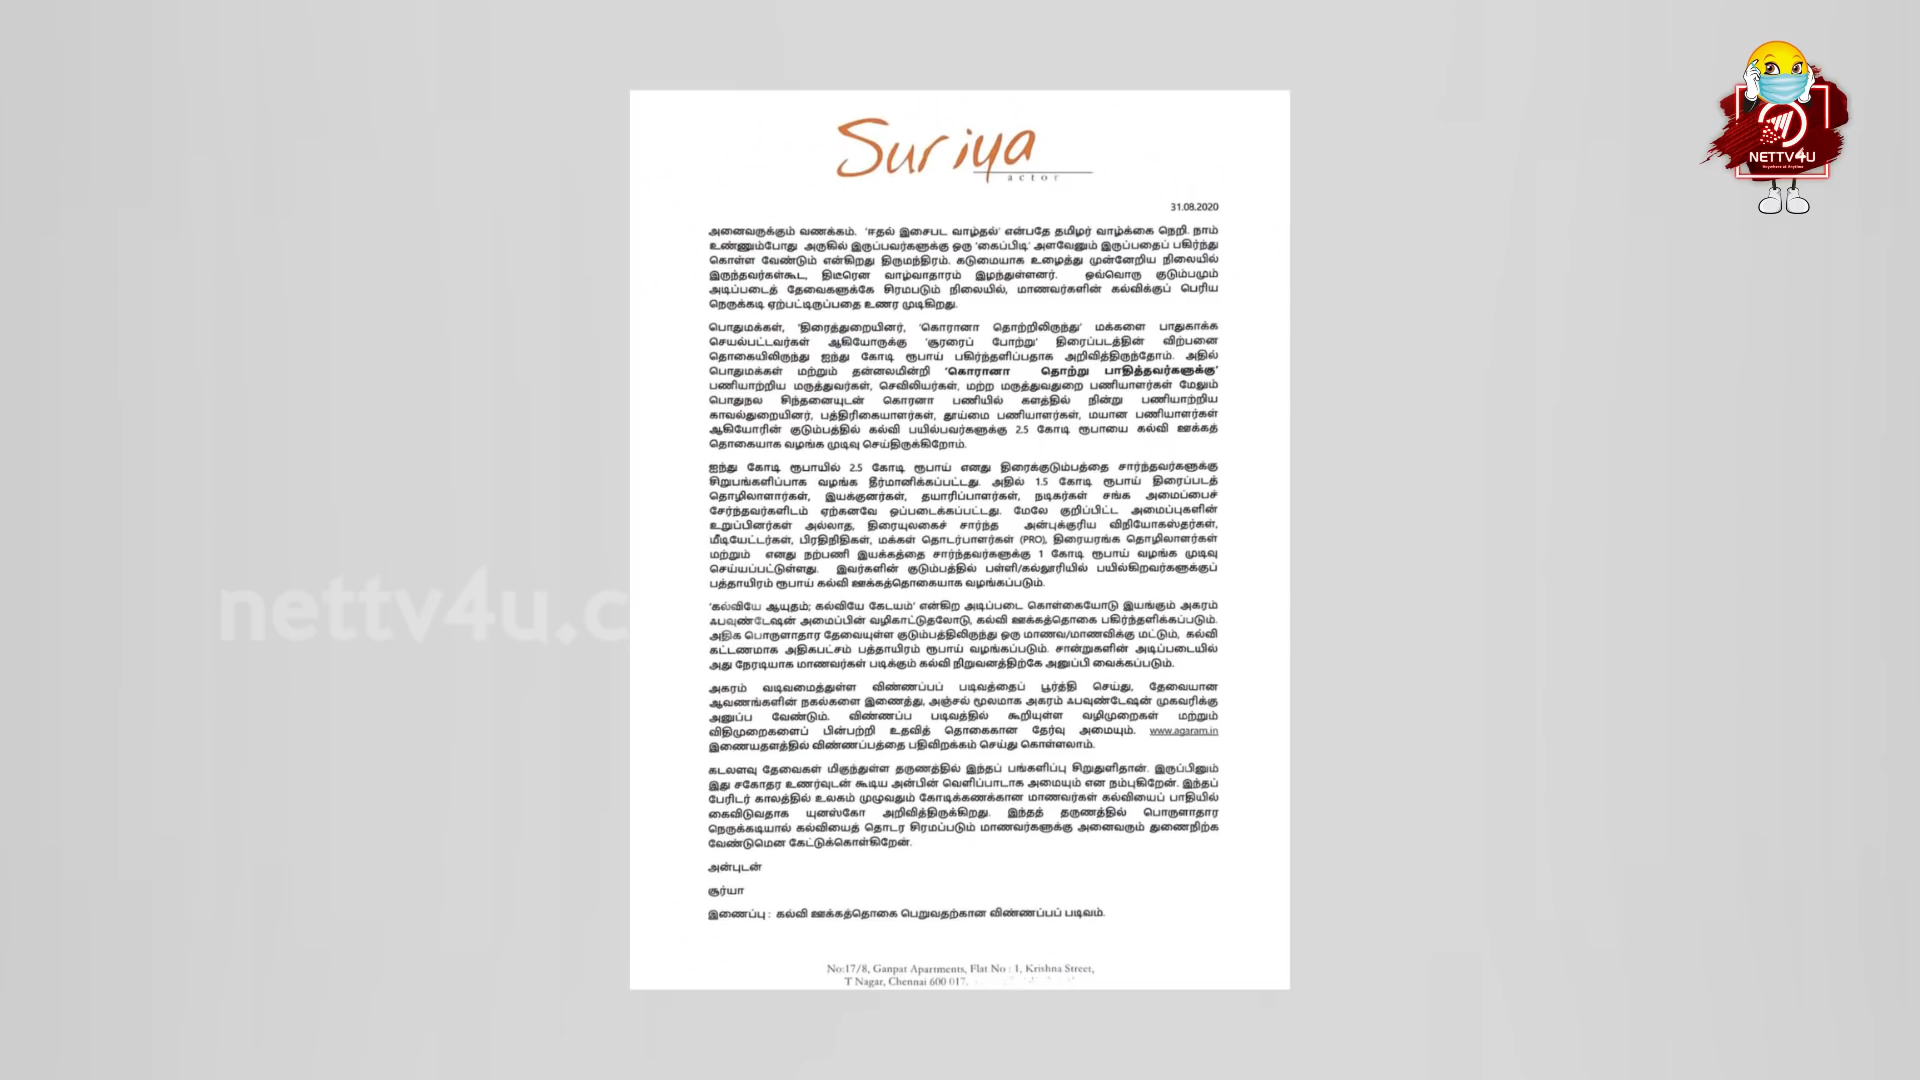 Suriya
actor
NETTV4U
Anywhere at Anytime
31.08.2020
அனைவருக்கும் வணக்கம். 'ஈதல் இசைபட வாழ்தல்' என்பதே தமிழர் வாழ்க்கை நெறி. நாம்
உண்ணும்போது அருகில் இருப்பவர்களுக்கு ஒரு 'கைப்பிடி' அளவேனும் இருப்பதைப் பகிர்ந்து
கொள்ள வேண்டும் என்கிறது திருமந்திரம். கடுமையாக உழைத்து முன்னேறிய நிலையில்
இருந்தவர்கள்கூட, திடீரென வாழ்வாதாரம் இழந்துள்ளனர். ஒவ்வொரு குடும்பமும்
அடிப்படைத் தேவைகளுக்கே சிரமபடும் நிலையில், மாணவர்களின் கல்விக்குப் பெரிய
நெருக்கடி ஏற்பட்டிருப்பதை உணர முடிகிறது.
பொதுமக்கள், 'திரைத்துறையினர், 'கொரானா தொற்றிலிருந்து' மக்களை பாதுகாக்க
செயல்பட்டவர்கள் ஆகியோருக்கு 'சூரரைப் போற்று' திரைப்படத்தின் விற்பனை
தொகையிலிருந்து ஐந்து கோடி ரூபாய் பகிர்ந்தளிப்பதாக அறிவித்திருந்தோம். அதில்
பொதுமக்கள் மற்றும் தன்னலமின்றி 'கொரானா தொற்று பாதித்தவர்களுக்கு'
பணியாற்றிய மருத்துவர்கள், செவிலியர்கள், மற்ற மருத்துவதுறை பணியாளர்கள் மேலும்
பொதுநல சிந்தனையுடன் கொரனா பணியில் களத்தில் நின்று பணியாற்றிய
காவல்துறையினர், பத்திரிகையாளர்கள், தூய்மை பணியாளர்கள், மயான பணியாளர்கள்
ஆகியோரின் குடும்பத்தில் கல்வி பயில்பவர்களுக்கு 2.5 கோடி ரூபாயை கல்வி ஊக்கத்
தொகையாக வழங்க முடிவு செய்திருக்கிறோம்.
ஐந்து கோடி ரூபாயில் 2.5 கோடி ரூபாய் எனது திரைக்குடும்பத்தை சார்ந்தவர்களுக்கு
சிறுபங்களிப்பாக வழங்க தீர்மானிக்கப்பட்டது. அதில் 1.5 கோடி ரூபாய் திரைப்படத்
தொழிலாளார்கள், இயக்குனர்கள், தயாரிப்பாளர்கள், நடிகர்கள் சங்க அமைப்பைச்
சேர்ந்தவர்களிடம் ஏற்கனவே ஒப்படைக்கப்பட்டது. மேலே குறிப்பிட்ட அமைப்புகளின்
உறுப்பினர்கள் அல்லாத, திரையுலகைச் சார்ந்த அன்புக்குரிய விநியோகஸ்தர்கள்,
மீடியேட்டர்கள், பிரதிநிதிகள், மக்கள் தொடர்பாளர்கள் (PRO), திரையரங்க தொழிலாளர்கள்
மற்றும் எனது நற்பணி இயக்கத்தை சார்ந்தவர்களுக்கு 1 கோடி ரூபாய் வழங்க முடிவு
செய்யப்பட்டுள்ளது. இவர்களின் குடும்பத்தில் பள்ளி/கல்லூரியில் பயில்கிறவர்களுக்குப்
பத்தாயிரம் ரூபாய் கல்வி ஊக்கத்தொகையாக வழங்கப்படும்.
nettv4u.c
'கல்வியே ஆயுதம்; கல்வியே கேடயம்' என்கிற அடிப்படை கொள்கையோடு இயங்கும் அகரம்
ஃபவுண்டேஷன் அமைப்பின் வழிகாட்டுதலோடு, கல்வி ஊக்கத்தொகை பகிர்ந்தளிக்கப்படும்.
அதிக பொருளாதார தேவையுள்ள குடும்பத்திலிருந்து ஒரு மாணவ/மாணவிக்கு மட்டும், கல்வி
கட்டணமாக அதிகபட்சம் பத்தாயிரம் ரூபாய் வழங்கப்படும். சான்றுகளின் அடிப்படையில்
அது நேரடியாக மாணவர்கள் படிக்கும் கல்வி நிறுவனத்திற்கே அனுப்பி வைக்கப்படும்.
அகரம் வடிவமைத்துள்ள விண்ணப்பப் படிவத்தைப் பூர்த்தி செய்து, தேவையான
ஆவணங்களின் நகல்களை இணைத்து, அஞ்சல் மூலமாக அகரம் ஃபவுண்டேஷன் முகவரிக்கு
அனுப்ப வேண்டும். விண்ணப்ப படிவத்தில் கூறியுள்ள வழிமுறைகள் மற்றும்
விதிமுறைகளைப் பின்பற்றி உதவித் தொகைகான தேர்வு அமையும். www.agaram.in
இணையதளத்தில் விண்ணப்பத்தை பதிவிறக்கம் செய்து கொள்ளலாம்.
கடலளவு தேவைகள் மிகுந்துள்ள தருணத்தில் இந்தப் பங்களிப்பு சிறுதுளிதான். இருப்பினும்
இது சகோதர உணர்வுடன் கூடிய அன்பின் வெளிப்பாடாக அமையும் என நம்புகிறேன். இந்தப்
பேரிடர் காலத்தில் உலகம் முழுவதும் கோடிக்கணக்கான மாணவர்கள் கல்வியைப் பாதியில்
கைவிடுவதாக யுனஸ்கோ அறிவித்திருக்கிறது. இந்தத் தருணத்தில் பொருளாதார
நெருக்கடியால் கல்வியைத் தொடர சிரமப்படும் மாணவர்களுக்கு அனைவரும் துணைநிற்க
வேண்டுமென கேட்டுக்கொள்கிறேன்.
அன்புடன்
சூர்யா
இணைப்பு : கல்வி ஊக்கத்தொகை பெறுவதற்கான விண்ணப்பப் படிவம்.
No:17/8, Ganpat Apartments, Flat No : 1, Krishna Street,
T Nagar, Chennai 600 017.